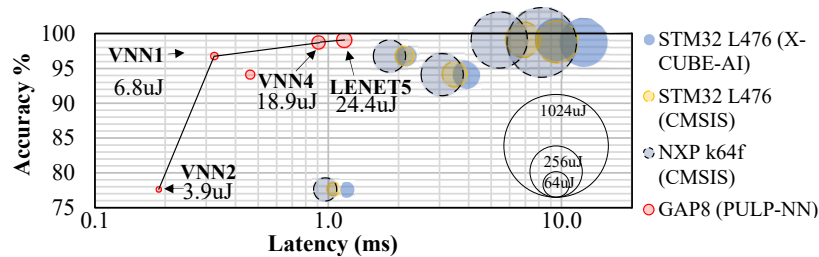 100
95
90
85
80
75
Accuracy %
VNN1
6.8uJ
VNN4
18.9uJ
LENET5
24.4uJ
VNN2
3.9uJ
1024uJ
256uJ
64uJ
0.1
1.0
10.0
Latency (ms)
STM32 L476 (X-
CUBE-AI)
STM32 L476
(CMSIS)
NXP k64f
(CMSIS)
GAP8 (PULP-NN)